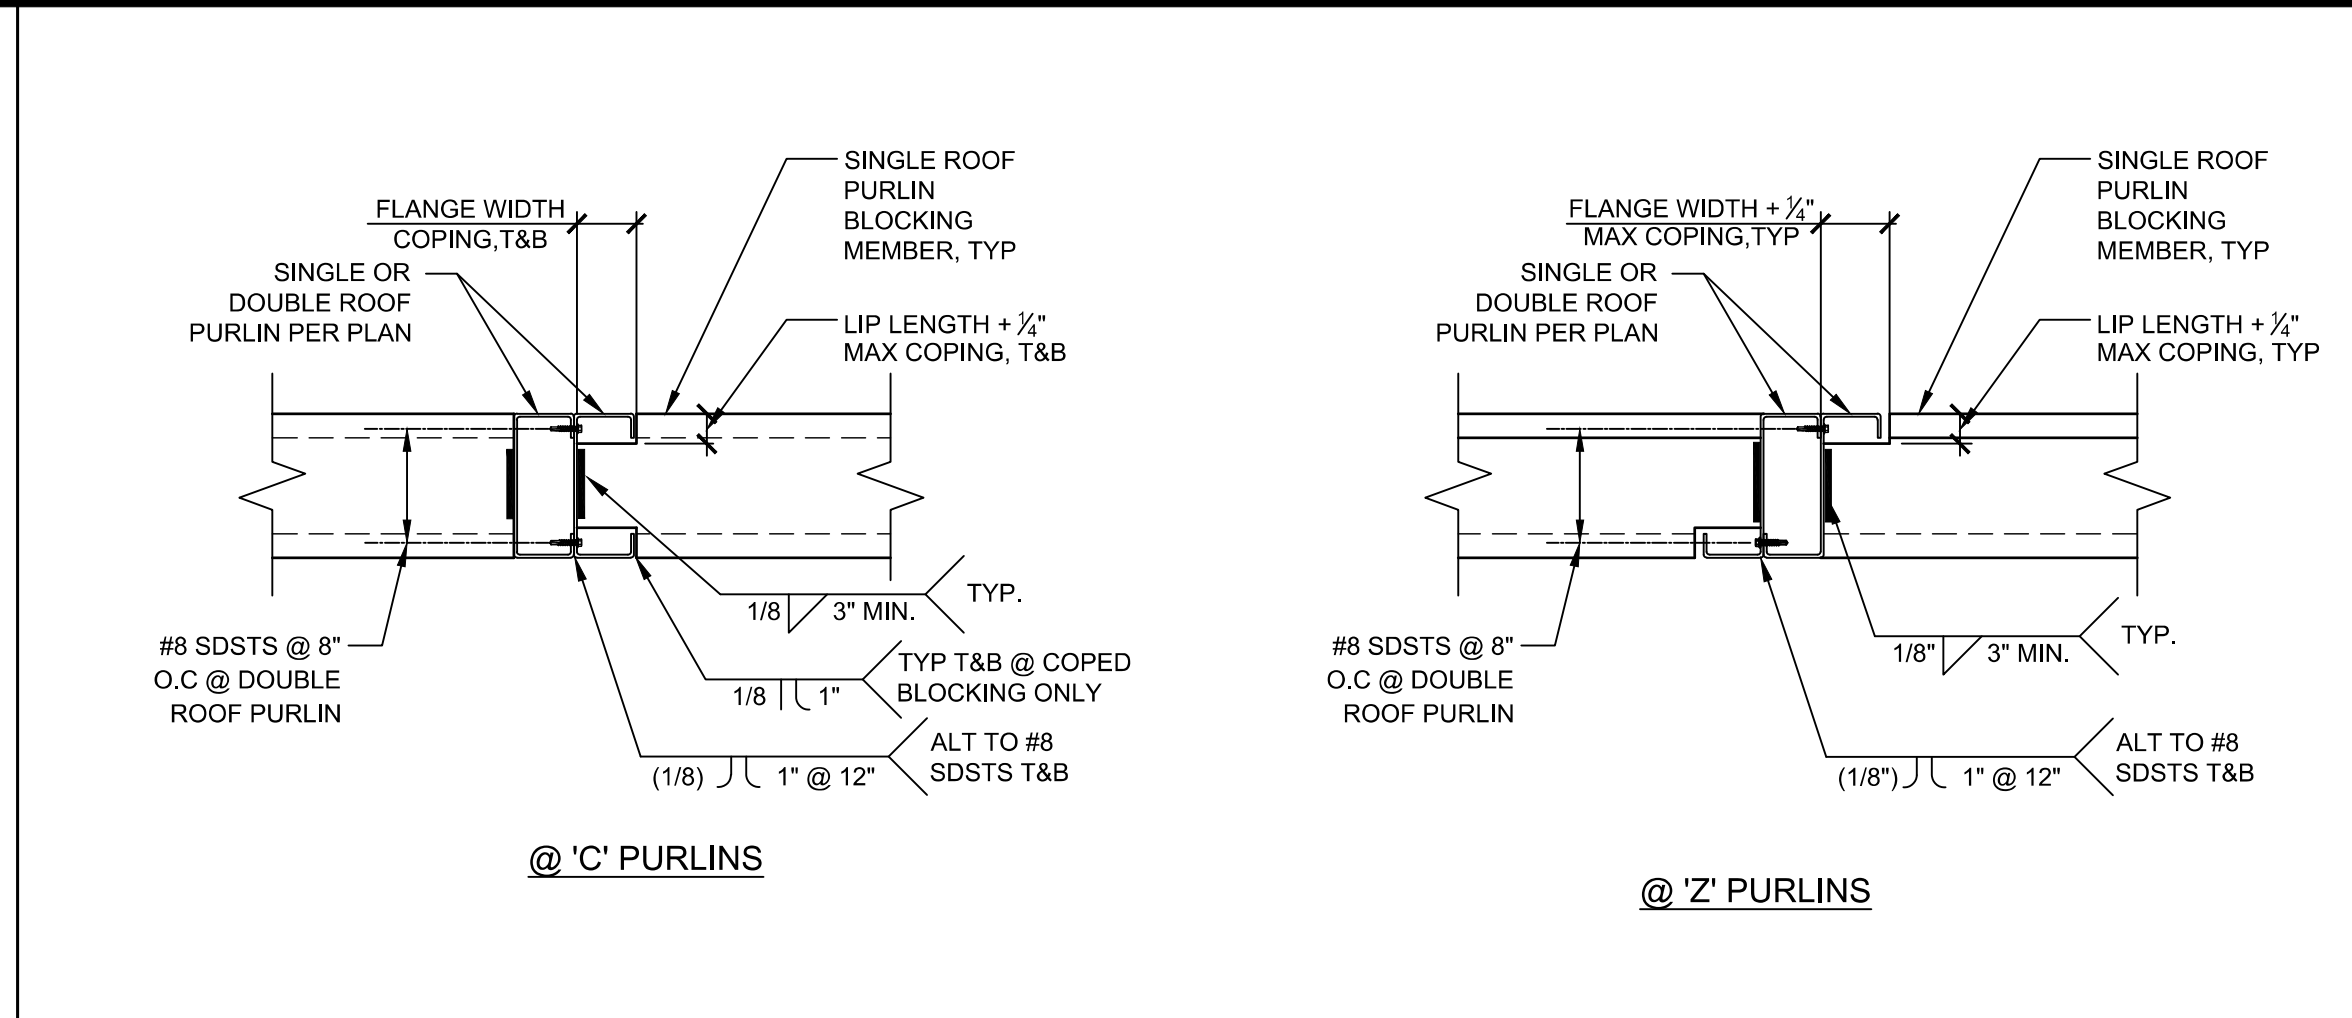 FLANGE WIDTH
COPING,T&B
SINGLE OR
DOUBLE ROOF
PURLIN PER PLAN
SINGLE ROOF
PURLIN
BLOCKING
MEMBER, TYP
LIP LENGTH + ¼"
MAX COPING, T&B
#8 SDSTS @ 8"
O.C @ DOUBLE
ROOF PURLIN
1/8 3" MIN. TYP.
TYP T&B @ COPED
BLOCKING ONLY
1/8 1"
ALT TO #8
SDSTS T&B
(1/8) 1" @ 12"
@ 'C' PURLINS
FLANGE WIDTH + ¼"
MAX COPING,TYP
SINGLE OR
DOUBLE ROOF
PURLIN PER PLAN
SINGLE ROOF
PURLIN
BLOCKING
MEMBER, TYP
LIP LENGTH + ¼"
MAX COPING, TYP
#8 SDSTS @ 8"
O.C @ DOUBLE
ROOF PURLIN
1/8" 3" MIN. TYP.
ALT TO #8
SDSTS T&B
(1/8") 1" @ 12"
@ 'Z' PURLINS